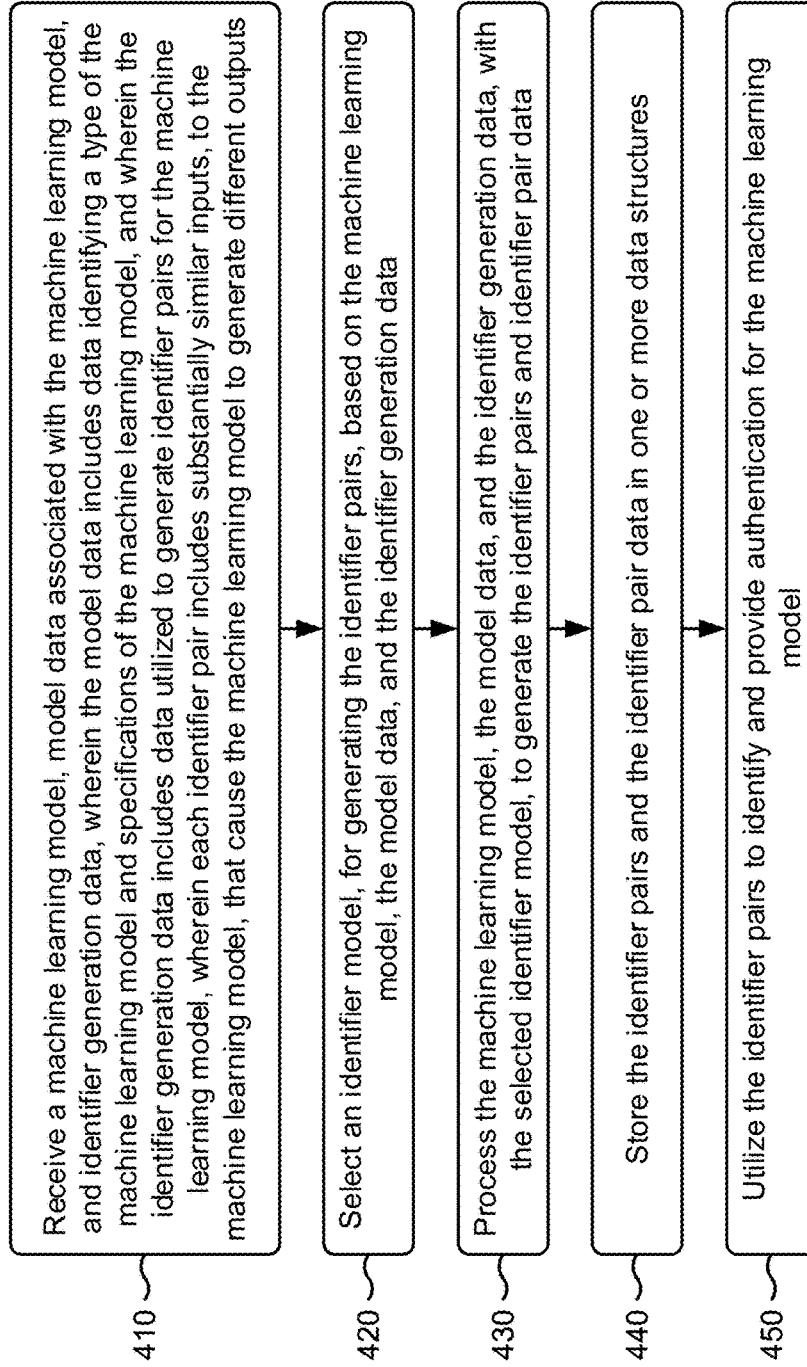 410
Receive a machine learning model, model data associated with the machine learning model,
and identifier generation data, wherein the model data includes data identifying a type of the
machine learning model and specifications of the machine learning model, and wherein the
identifier generation data includes data utilized to generate identifier pairs for the machine
learning model, wherein each identifier pair includes substantially similar inputs, to the
machine learning model, that cause the machine learning model to generate different outputs
420
Select an identifier model, for generating the identifier pairs, based on the machine learning
model, the model data, and the identifier generation data
430
Process the machine learning model, the model data, and the identifier generation data, with
the selected identifier model, to generate the identifier pairs and identifier pair data
440
Store the identifier pairs and the identifier pair data in one or more data structures
450
Utilize the identifier pairs to identify and provide authentication for the machine learning
model